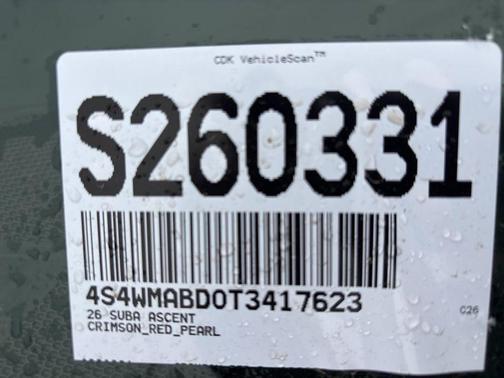 CDK VehicleScan™
S260331
4S4WMABD0T3417623
26 SUBA ASCENT
C26
CRIMSON_RED_PEARL